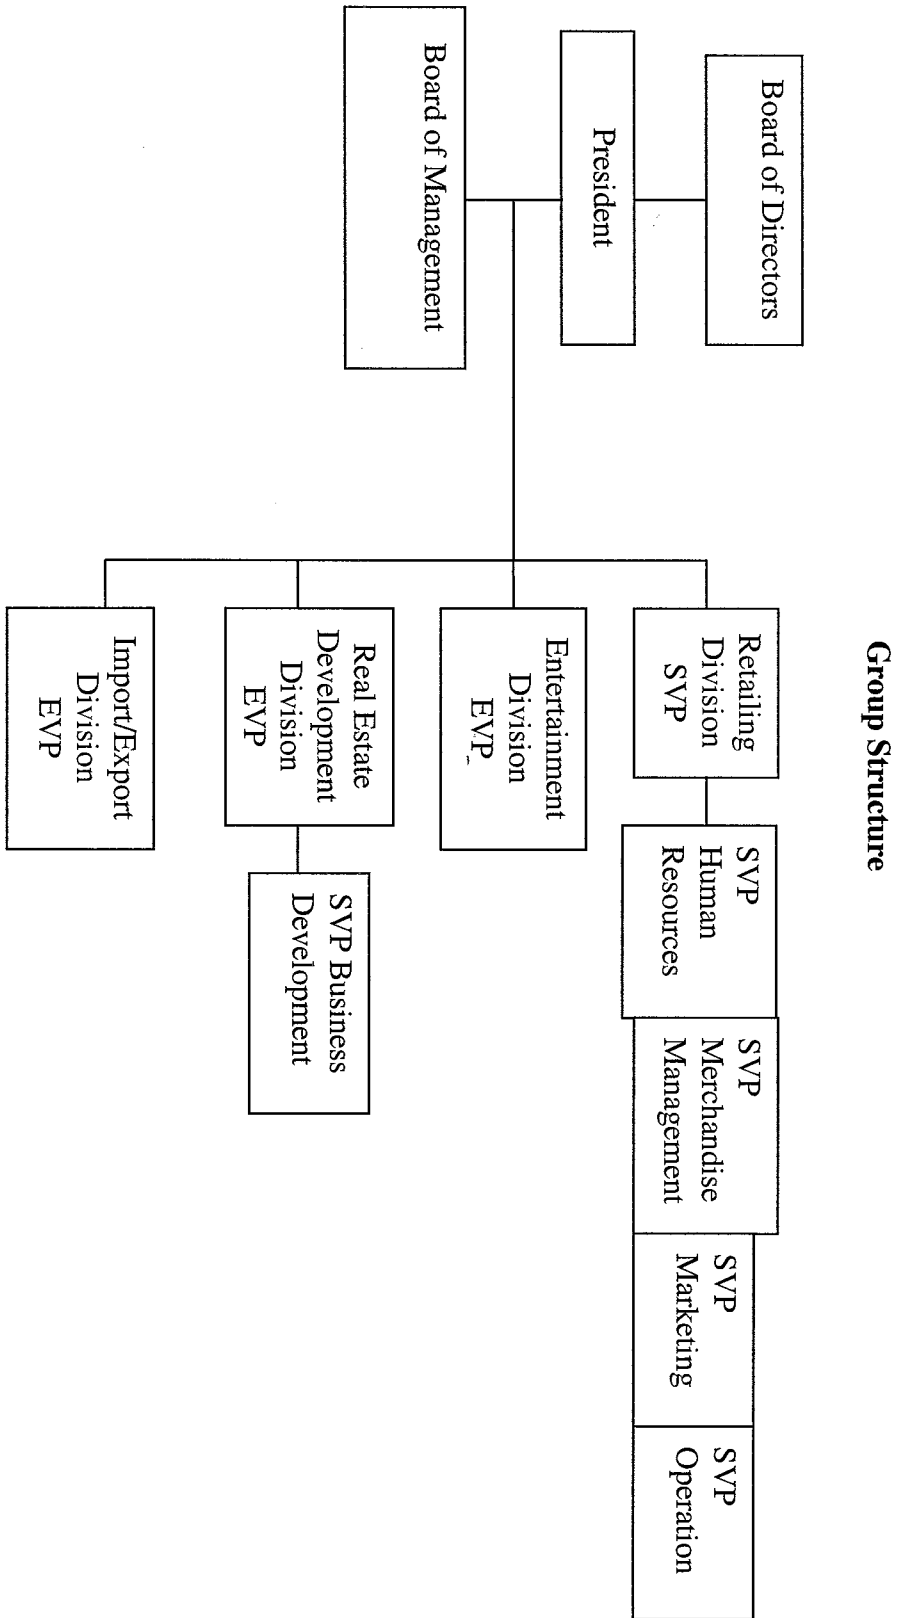 Group Structure
Board of Directors
President
Board of Management
Retailing
Division
SVP
SVP
Human
Resources
SVP
Merchandise
Management
SVP
Marketing
SVP
Operation
Entertainment
Division
EVP
Real Estate
Development
Division
EVP
SVP Business
Development
Import/Export
Division
EVP